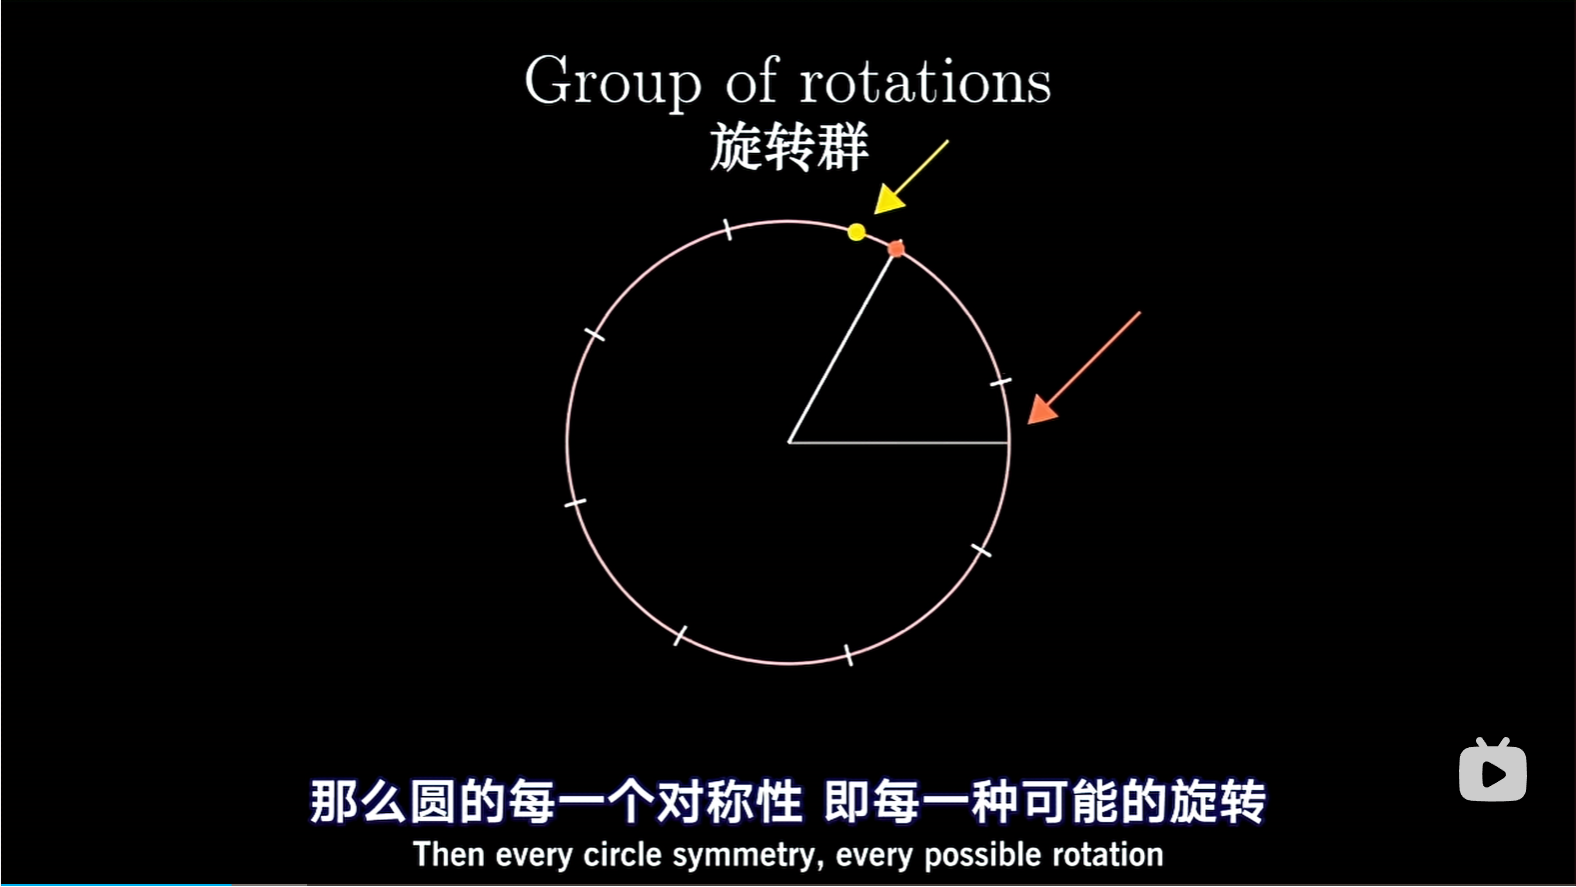 Group of rotations
旋转群
那么圆的每一个对称性 即每一种可能的旋转
Then every circle symmetry, every possible rotation